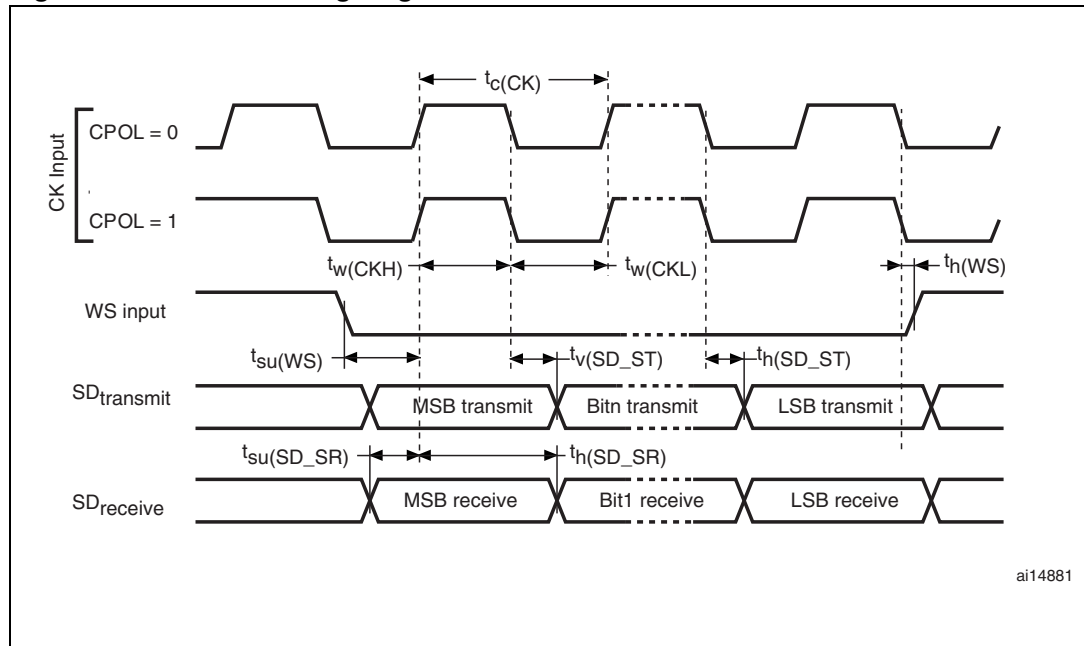 tc(CK)
CK Input
CPOL = 0
CPOL = 1
tw(CKH)
tw(CKL)
th(WS)
WS input
tsu(WS)
tv(SD_ST)
th(SD_ST)
SDtransmit
MSB transmit
Bitn transmit
LSB transmit
tsu(SD_SR)
th(SD_SR)
SDreceive
MSB receive
Bit1 receive
LSB receive
ai14881